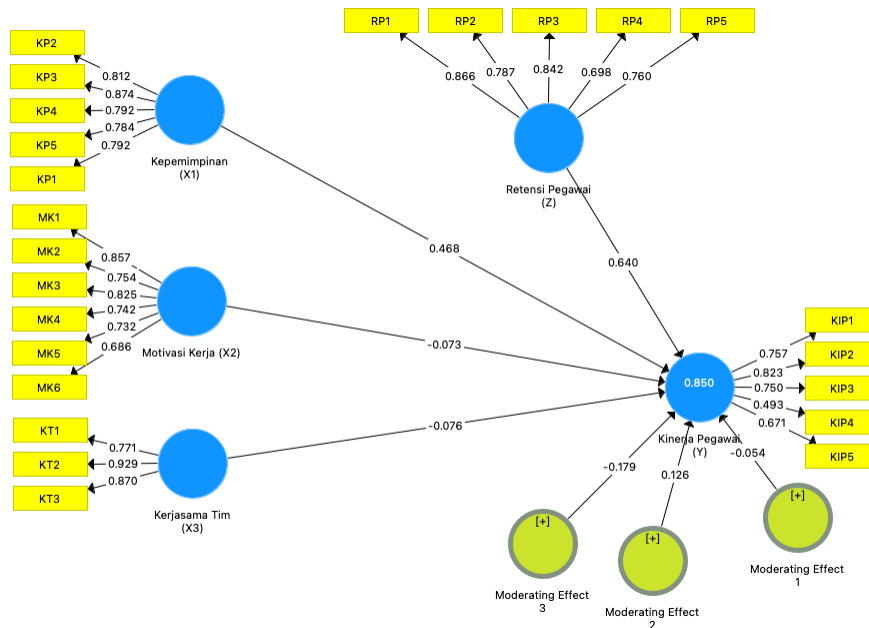 RP1
RP2
RP3
RP4
RP5
0.866
0.787
0.842
0.698
0.760
Retensi Pegawai
(Z)
KP2
KP3
KP4
KP5
KP1
0.812
0.874
0.792
0.784
0.792
Kepemimpinan
(X1)
MK1
MK2
MK3
MK4
MK5
MK6
0.857
0.754
0.825
0.742
0.732
0.686
Motivasi Kerja (X2)
KT1
KT2
KT3
0.771
0.929
0.870
Kerjasama Tim
(X3)
0.468
0.640
-0.073
-0.076
0.850
Kinerja Pegawai
(Y)
KIP1
KIP2
KIP3
KIP4
KIP5
0.757
0.823
0.750
0.493
0.671
-0.179
0.126
-0.054
[+]
Moderating Effect
3
[+]
Moderating Effect
2
[+]
Moderating Effect
1